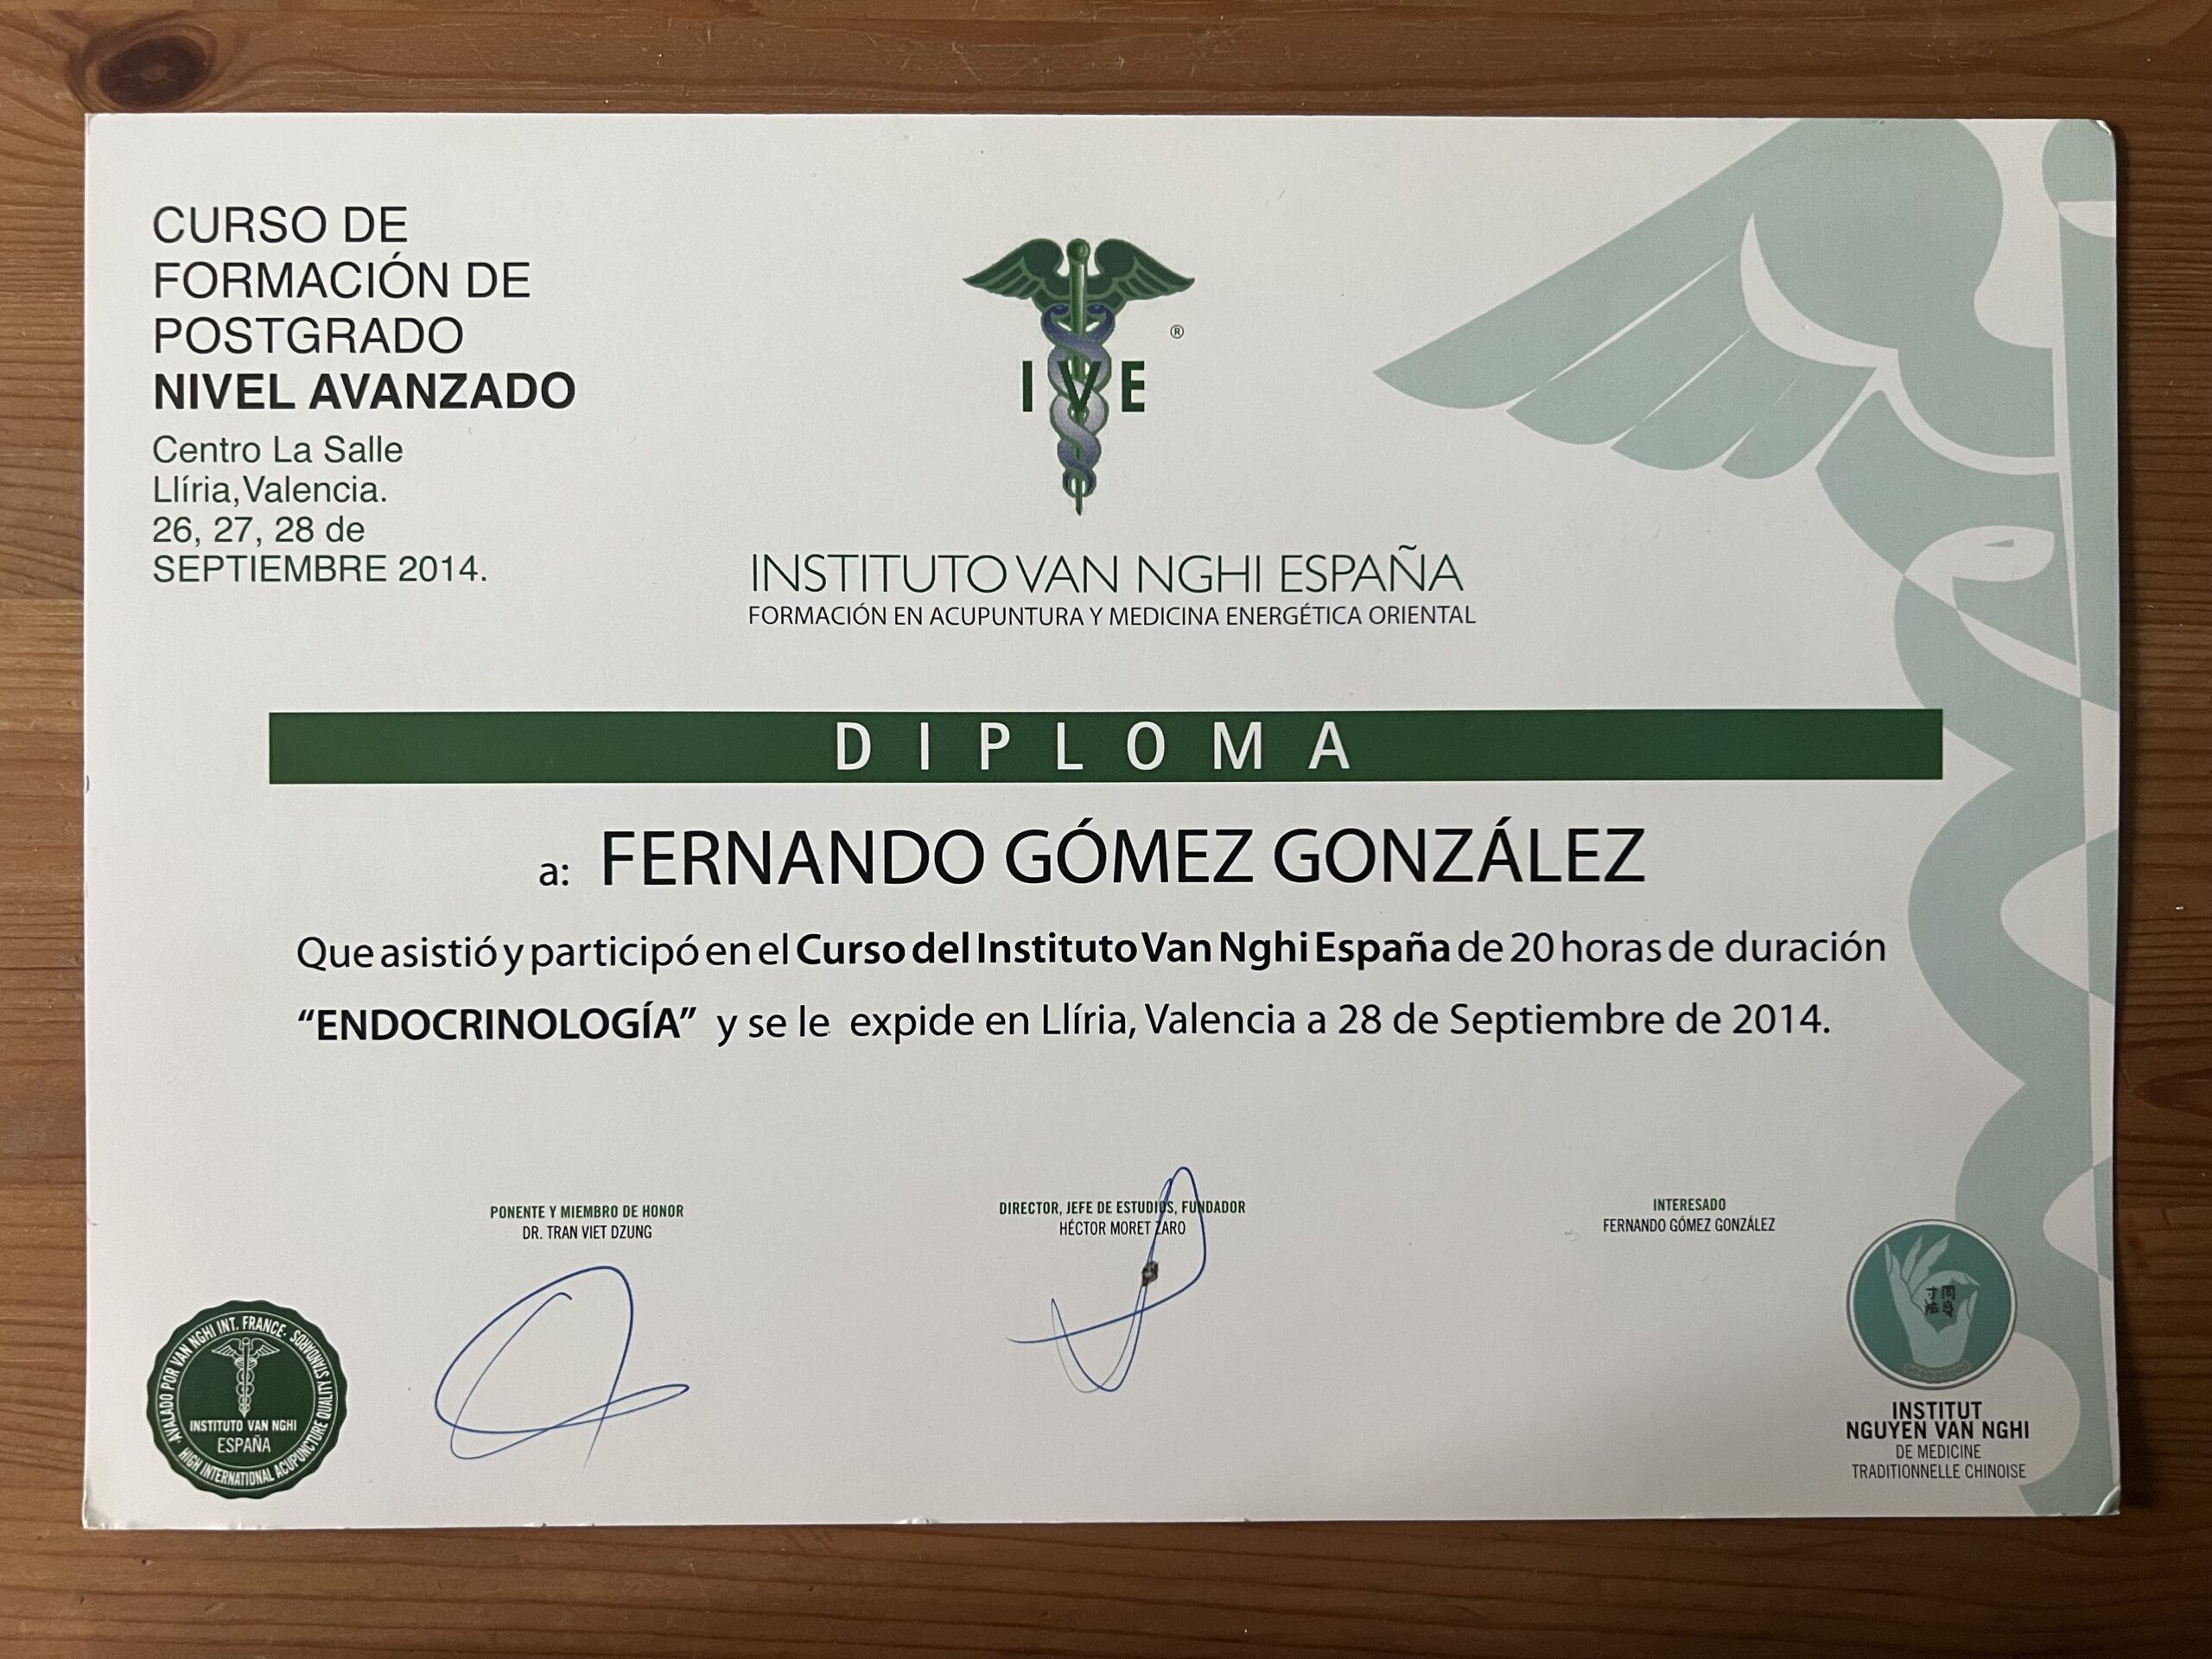 CURSO DE
FORMACIÓN DE
POSTGRADO
NIVEL AVANZADO
Centro La Salle
Llíria, Valencia.
26, 27, 28 de
SEPTIEMBRE 2014.
®
IVE
INSTITUTO VAN NGHI ESPAÑA
FORMACIÓN EN ACUPUNTURA Y MEDICINA ENERGÉTICA ORIENTAL
DIPLOMA
a: FERNANDO GÓMEZ GONZÁLEZ
Que asistió y participó en el Curso del Instituto Van Nghi España de 20 horas de duración
“ENDOCRINOLOGÍA” y se le expide en Llíria, Valencia a 28 de Septiembre de 2014.
PONENTE Y MIEMBRO DE HONOR
DR. TRAN VIET DZUNG
DIRECTOR, JEFE DE ESTUDIOS, FUNDADOR
HÉCTOR MORET ZARO
INTERESADO
FERNANDO GÓMEZ GONZÁLEZ
· AVALADO POR VAN NGHI INT. FRANCE · HIGH INTERNATIONAL ACUPUNCTURE QUALITY STANDARDS
INSTITUTO VAN NGHI
ESPAÑA
INSTITUT
NGUYEN VAN NGHI
DE MEDICINE
TRADITIONNELLE CHINOISE